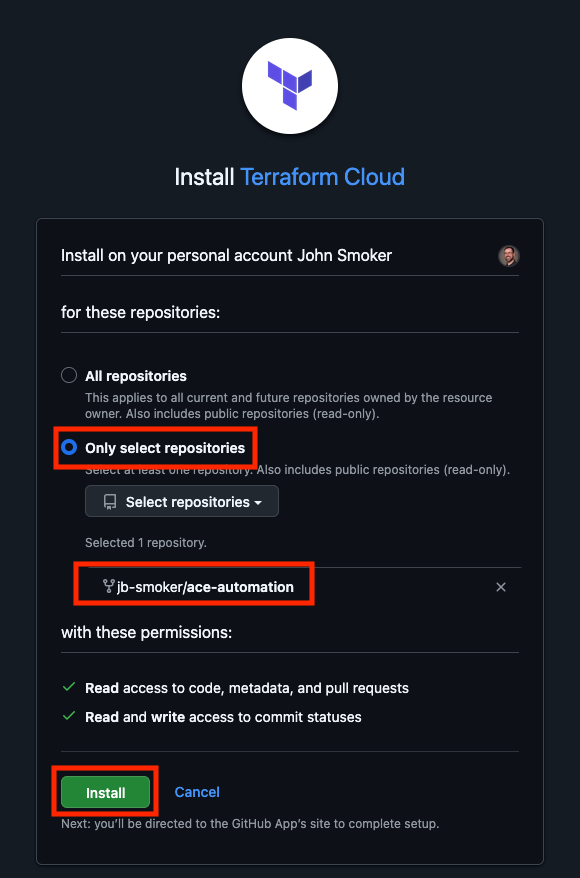 Install Terraform Cloud
Install on your personal account John Smoker
for these repositories:
All repositories
This applies to all current and future repositories owned by the resource
owner. Also includes public repositories (read-only).
Only select repositories
Select at least one repository. Also includes public repositories (read-only).
Select repositories
Selected 1 repository.
jb-smoker/ace-automation
with these permissions:
Read access to code, metadata, and pull requests
Read and write access to commit statuses
Install Cancel
Next: you'll be directed to the GitHub App's site to complete setup.